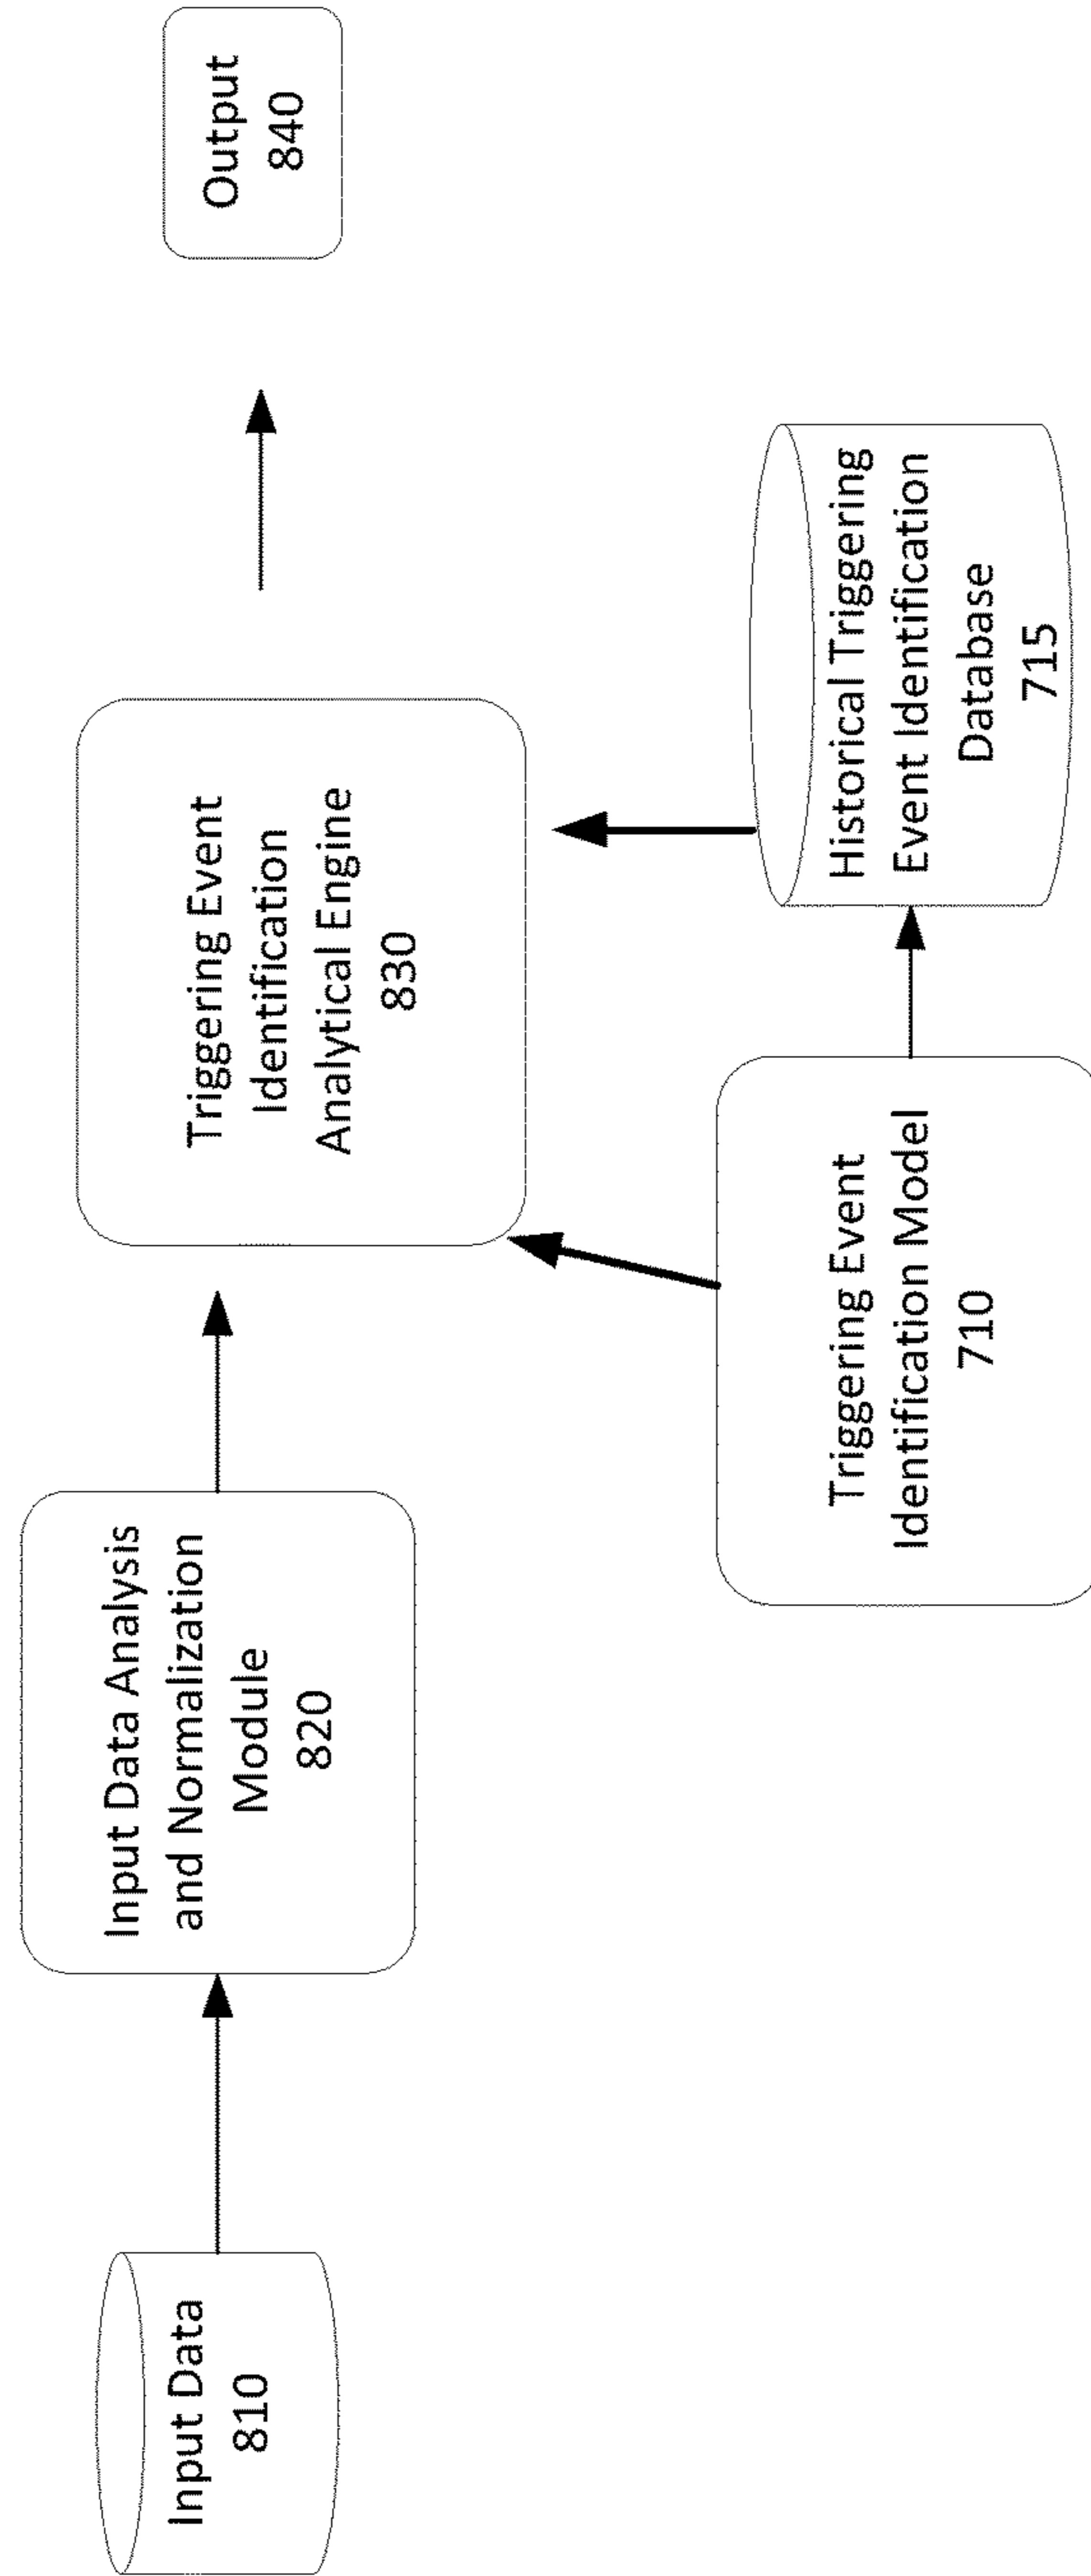 Input Data
810
Input Data Analysis
and Normalization
Module
820
Triggering Event
Identification
Analytical Engine
830
Output
840
Triggering Event
Identification Model
710
Historical Triggering
Event Identification
Database
715